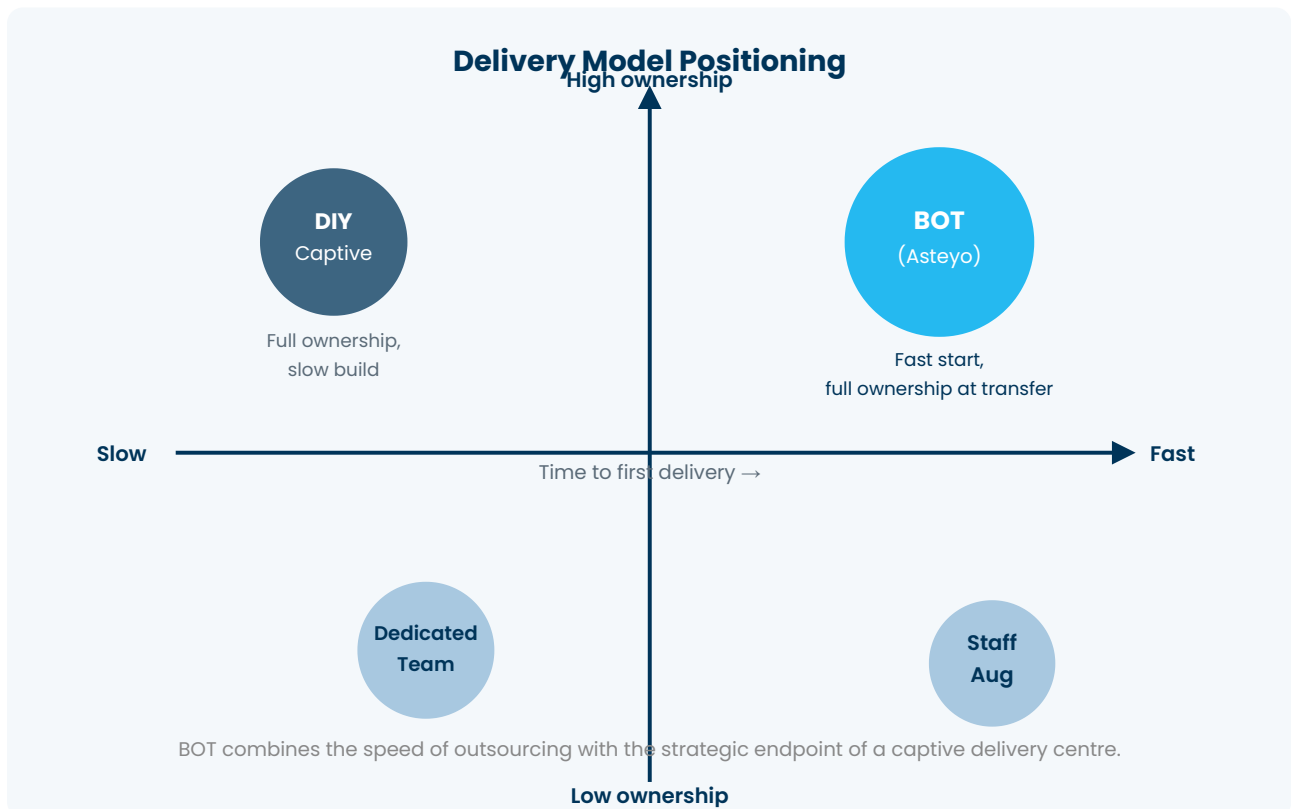 Delivery Model Positioning
High ownership
DIY
Captive
Full ownership,
slow build
BOT
(Asteyo)
Fast start,
full ownership at transfer
Slow
Fast
Time to first delivery →
Dedicated
Team
Staff
Aug
BOT combines the speed of outsourcing with the strategic endpoint of a captive delivery centre.
Low ownership